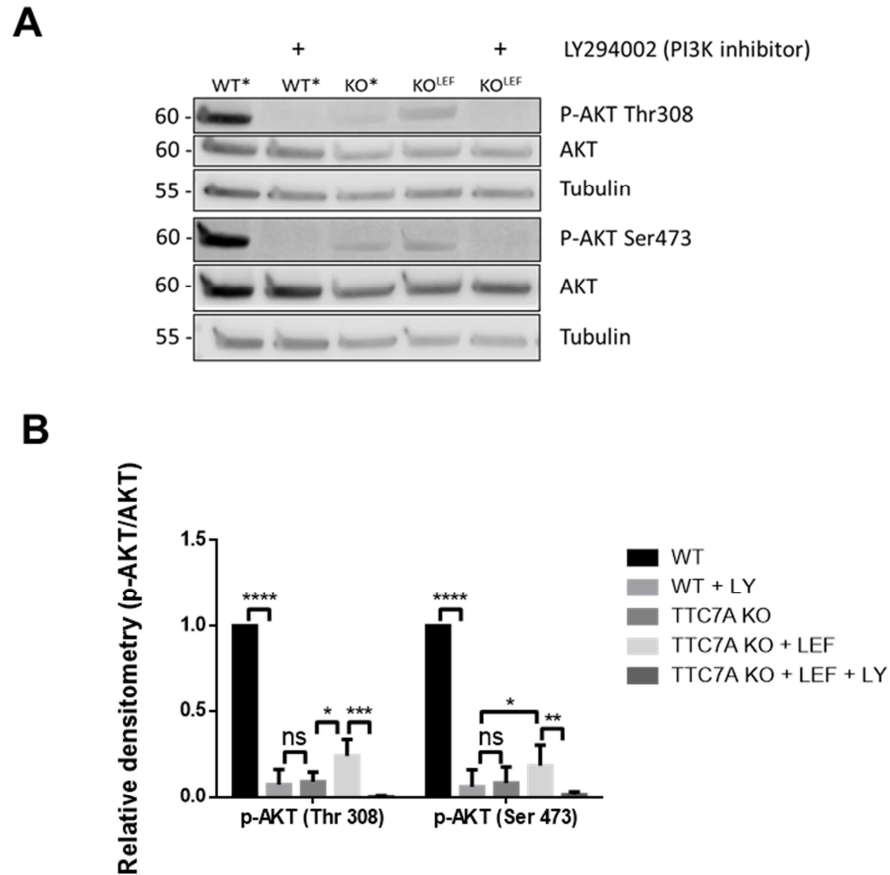 A
+ + LY294002 (PI3K inhibitor)
WT* WT* KO* KO^LEF KO^LEF
60 - P-AKT Thr308
60 - AKT
55 - Tubulin
60 - P-AKT Ser473
60 - AKT
55 - Tubulin
B
Relative densitometry (p-AKT/AKT)
1.5
1.0
0.5
0.0
**** ns * ***
**** ns * **
p-AKT (Thr 308) p-AKT (Ser 473)
WT
WT + LY
TTC7A KO
TTC7A KO + LEF
TTC7A KO + LEF + LY